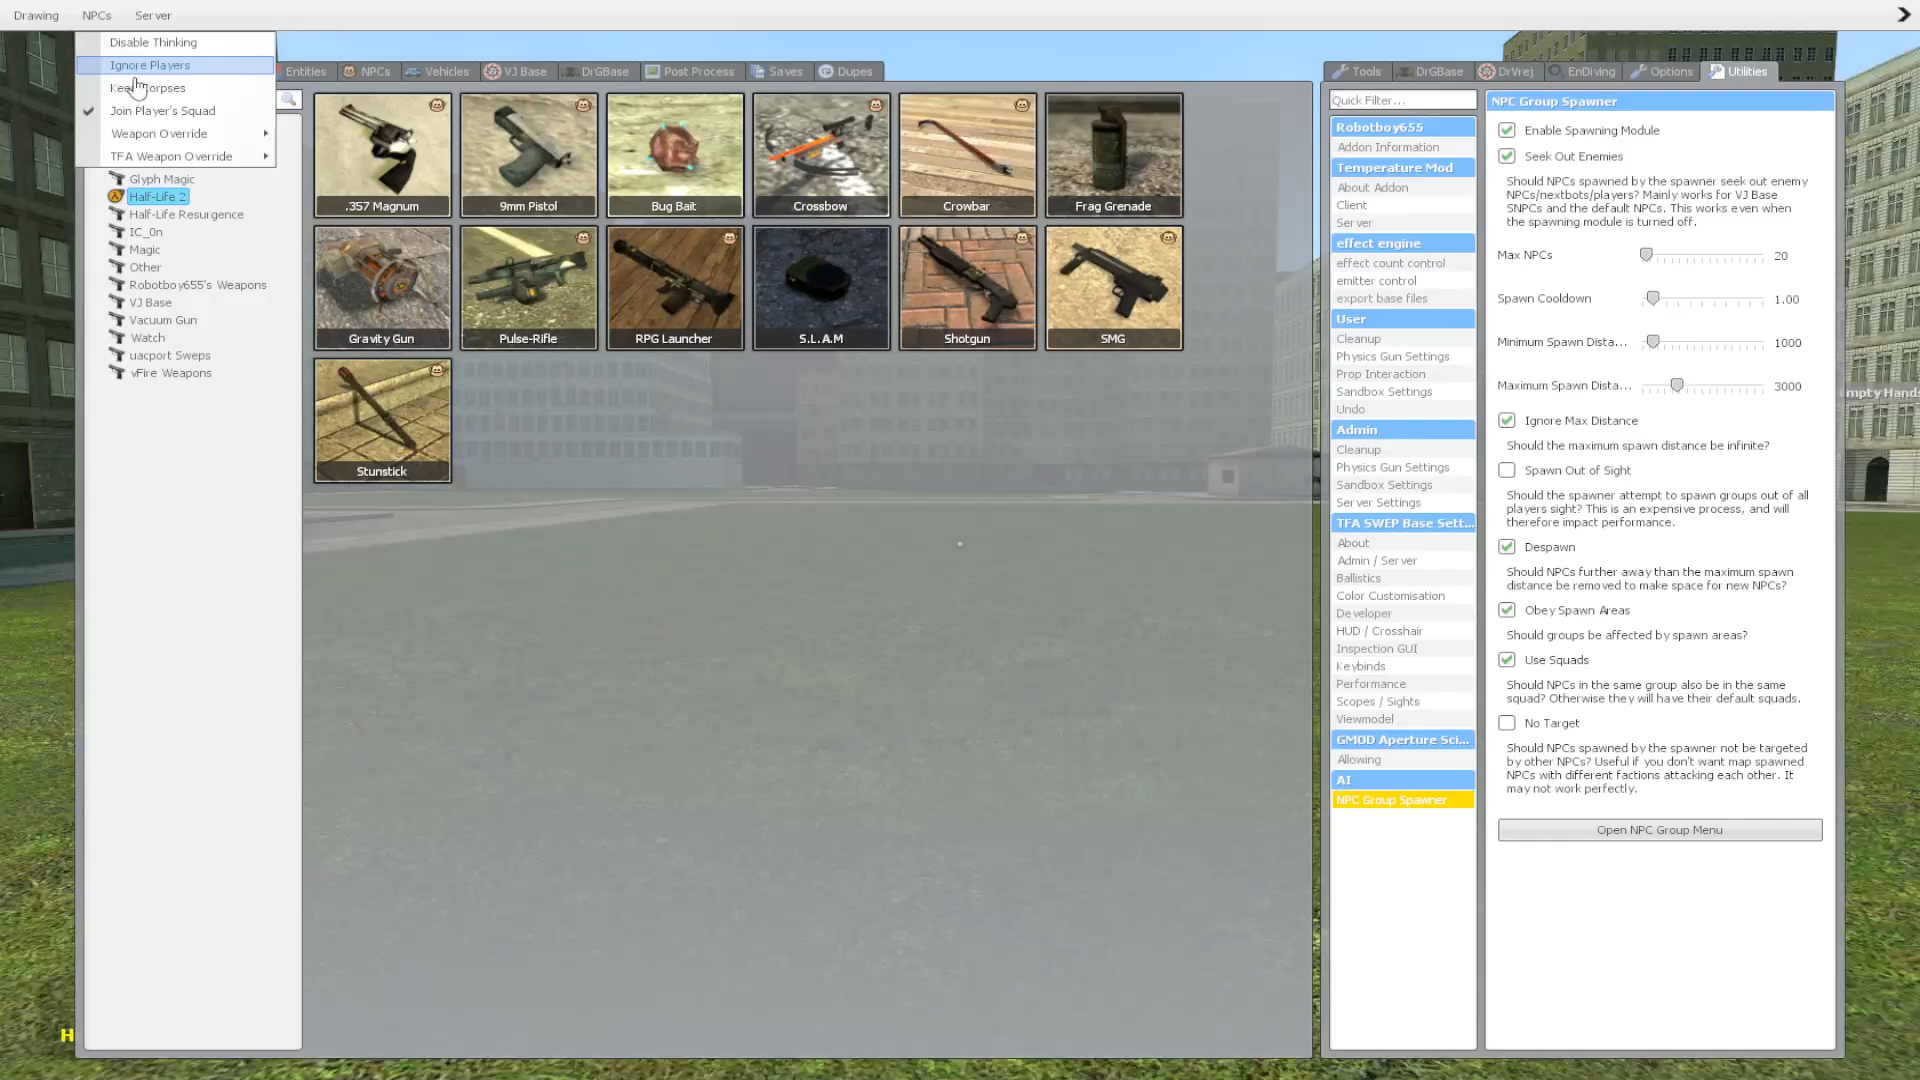 Drawing NPCs Server
Disable Thinking
Ignore Players
Join Player's Squad
Weapon Override
TFA Weapon Override
Entities NPCs Vehicles VJ Base DrGBase Post Process Saves Dupes
Glyph Magic
Half-Life 2
Half-Life Resurgence
IC_0n
Magic
Other
Robotboy655's Weapons
VJ Base
Vacuum Gun
Watch
uacport Sweps
vFire Weapons
.357 Magnum
9mm Pistol
Bug Bait
Crossbow
Crowbar
Frag Grenade
Gravity Gun
Pulse-Rifle
RPG Launcher
S.L.A.M
Shotgun
SMG
Stunstick
Tools DrGBase DrVrej EnDiving Options Utilities
Quick Filter...
Robotboy655
Addon Information
Temperature Mod
About Addon
Client
Server
effect engine
effect count control
emitter control
export base files
User
Cleanup
Physics Gun Settings
Prop Interaction
Sandbox Settings
Undo
Admin
Cleanup
Physics Gun Settings
Sandbox Settings
Server Settings
TFA SWEP Base Sett...
About
Admin / Server
Ballistics
Color Customisation
Developer
HUD / Crosshair
Inspection GUI
Keybinds
Performance
Scopes / Sights
Viewmodel
GMOD Aperture Sci...
Allowing
AI
NPC Group Spawner
NPC Group Spawner
Enable Spawning Module
Seek Out Enemies
Should NPCs spawned by the spawner seek out enemy
NPCs/nextbots/players? Mainly works for VJ Base
SNPCs and the default NPCs. This works even when
the spawning module is turned off.
Max NPCs 20
Spawn Cooldown 1.00
Minimum Spawn Dista... 1000
Maximum Spawn Dista... 3000
Ignore Max Distance
Should the maximum spawn distance be infinite?
Spawn Out of Sight
Should the spawner attempt to spawn groups out of all
players sight? This is an expensive process, and will
therefore impact performance.
Despawn
Should NPCs further away than the maximum spawn
distance be removed to make space for new NPCs?
Obey Spawn Areas
Should groups be affected by spawn areas?
Use Squads
Should NPCs in the same group also be in the same
squad? Otherwise they will have their default squads.
No Target
Should NPCs spawned by the spawner not be targeted
by other NPCs? Useful if you don't want map spawned
NPCs with different factions attacking each other. It
may not work perfectly.
Open NPC Group Menu
mpty Hands
H